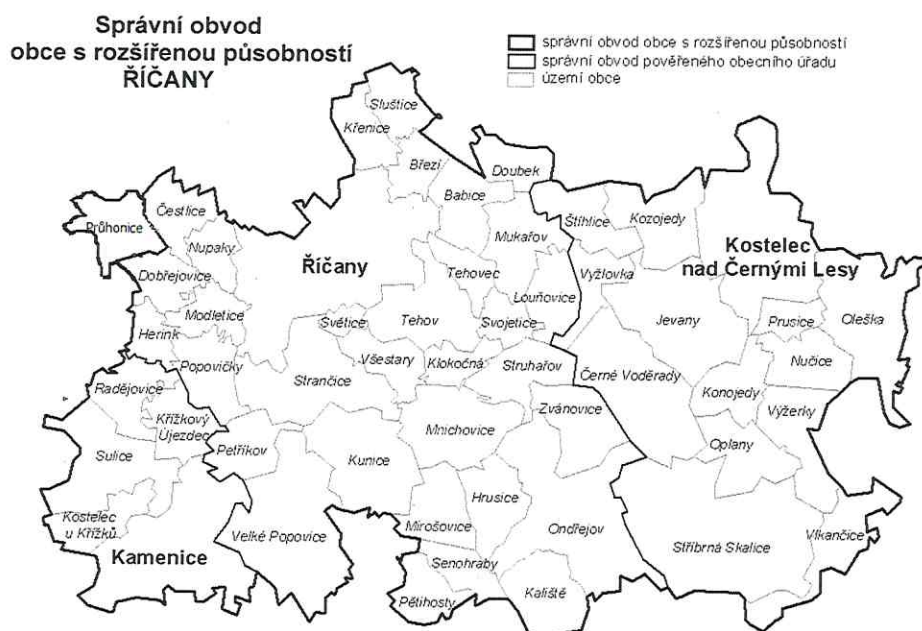 Správní obvod
obce s rozšířenou působností
ŘÍČANY
správní obvod obce s rozšířenou působností
správní obvod pověřeného obecního úřadu
území obce
Sluštice
Křenice
Březí
Doubek
Babice
Čestlice
Průhonice
Nupaky
Mukařov
Štíhlice
Kozojedy
Kostelec
nad Černými Lesy
Říčany
Dobřejovice
Tehovec
Vyžlovka
Louňovice
Modletice
Herink
Světice
Tehov
Svojetice
Jevany
Prusice
Oleška
Popovičky
Všestary
Klokočná
Struhařov
Nučice
Radějovice
Strančice
Černé Voděrady
Konojedy
Výžerky
Křížkový
Újezdec
Zvánovice
Mnichovice
Sulice
Petříkov
Kunice
Oplany
Hrusice
Kostelec
u Křížků
Mirošovice
Ondřejov
Velké Popovice
Kamenice
Stříbrná Skalice
Vlkančice
Senohraby
Pětihosty
Kaliště